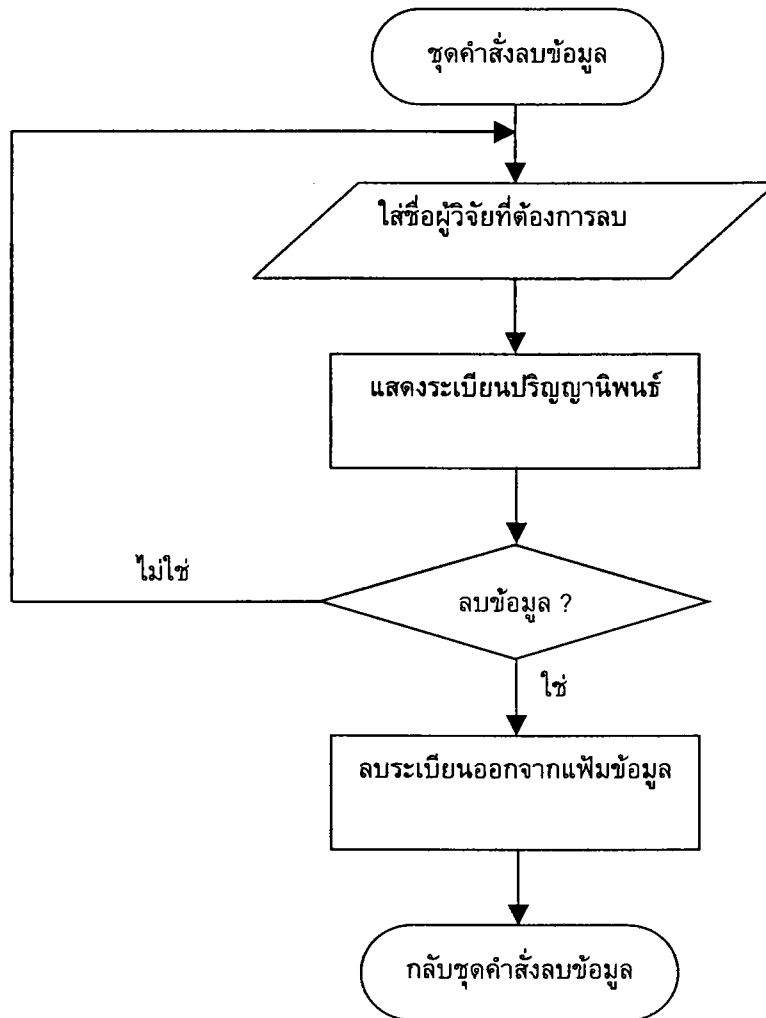 ชุดคำสั่งลบข้อมูล
ใส่ชื่อผู้วิจัยที่ต้องการลบ
แสดงระเบียนปริญญานิพนธ์
ไม่ใช่
ลบข้อมูล ?
ใช่
ลบระเบียนออกจากแฟ้มข้อมูล
กลับชุดคำสั่งลบข้อมูล